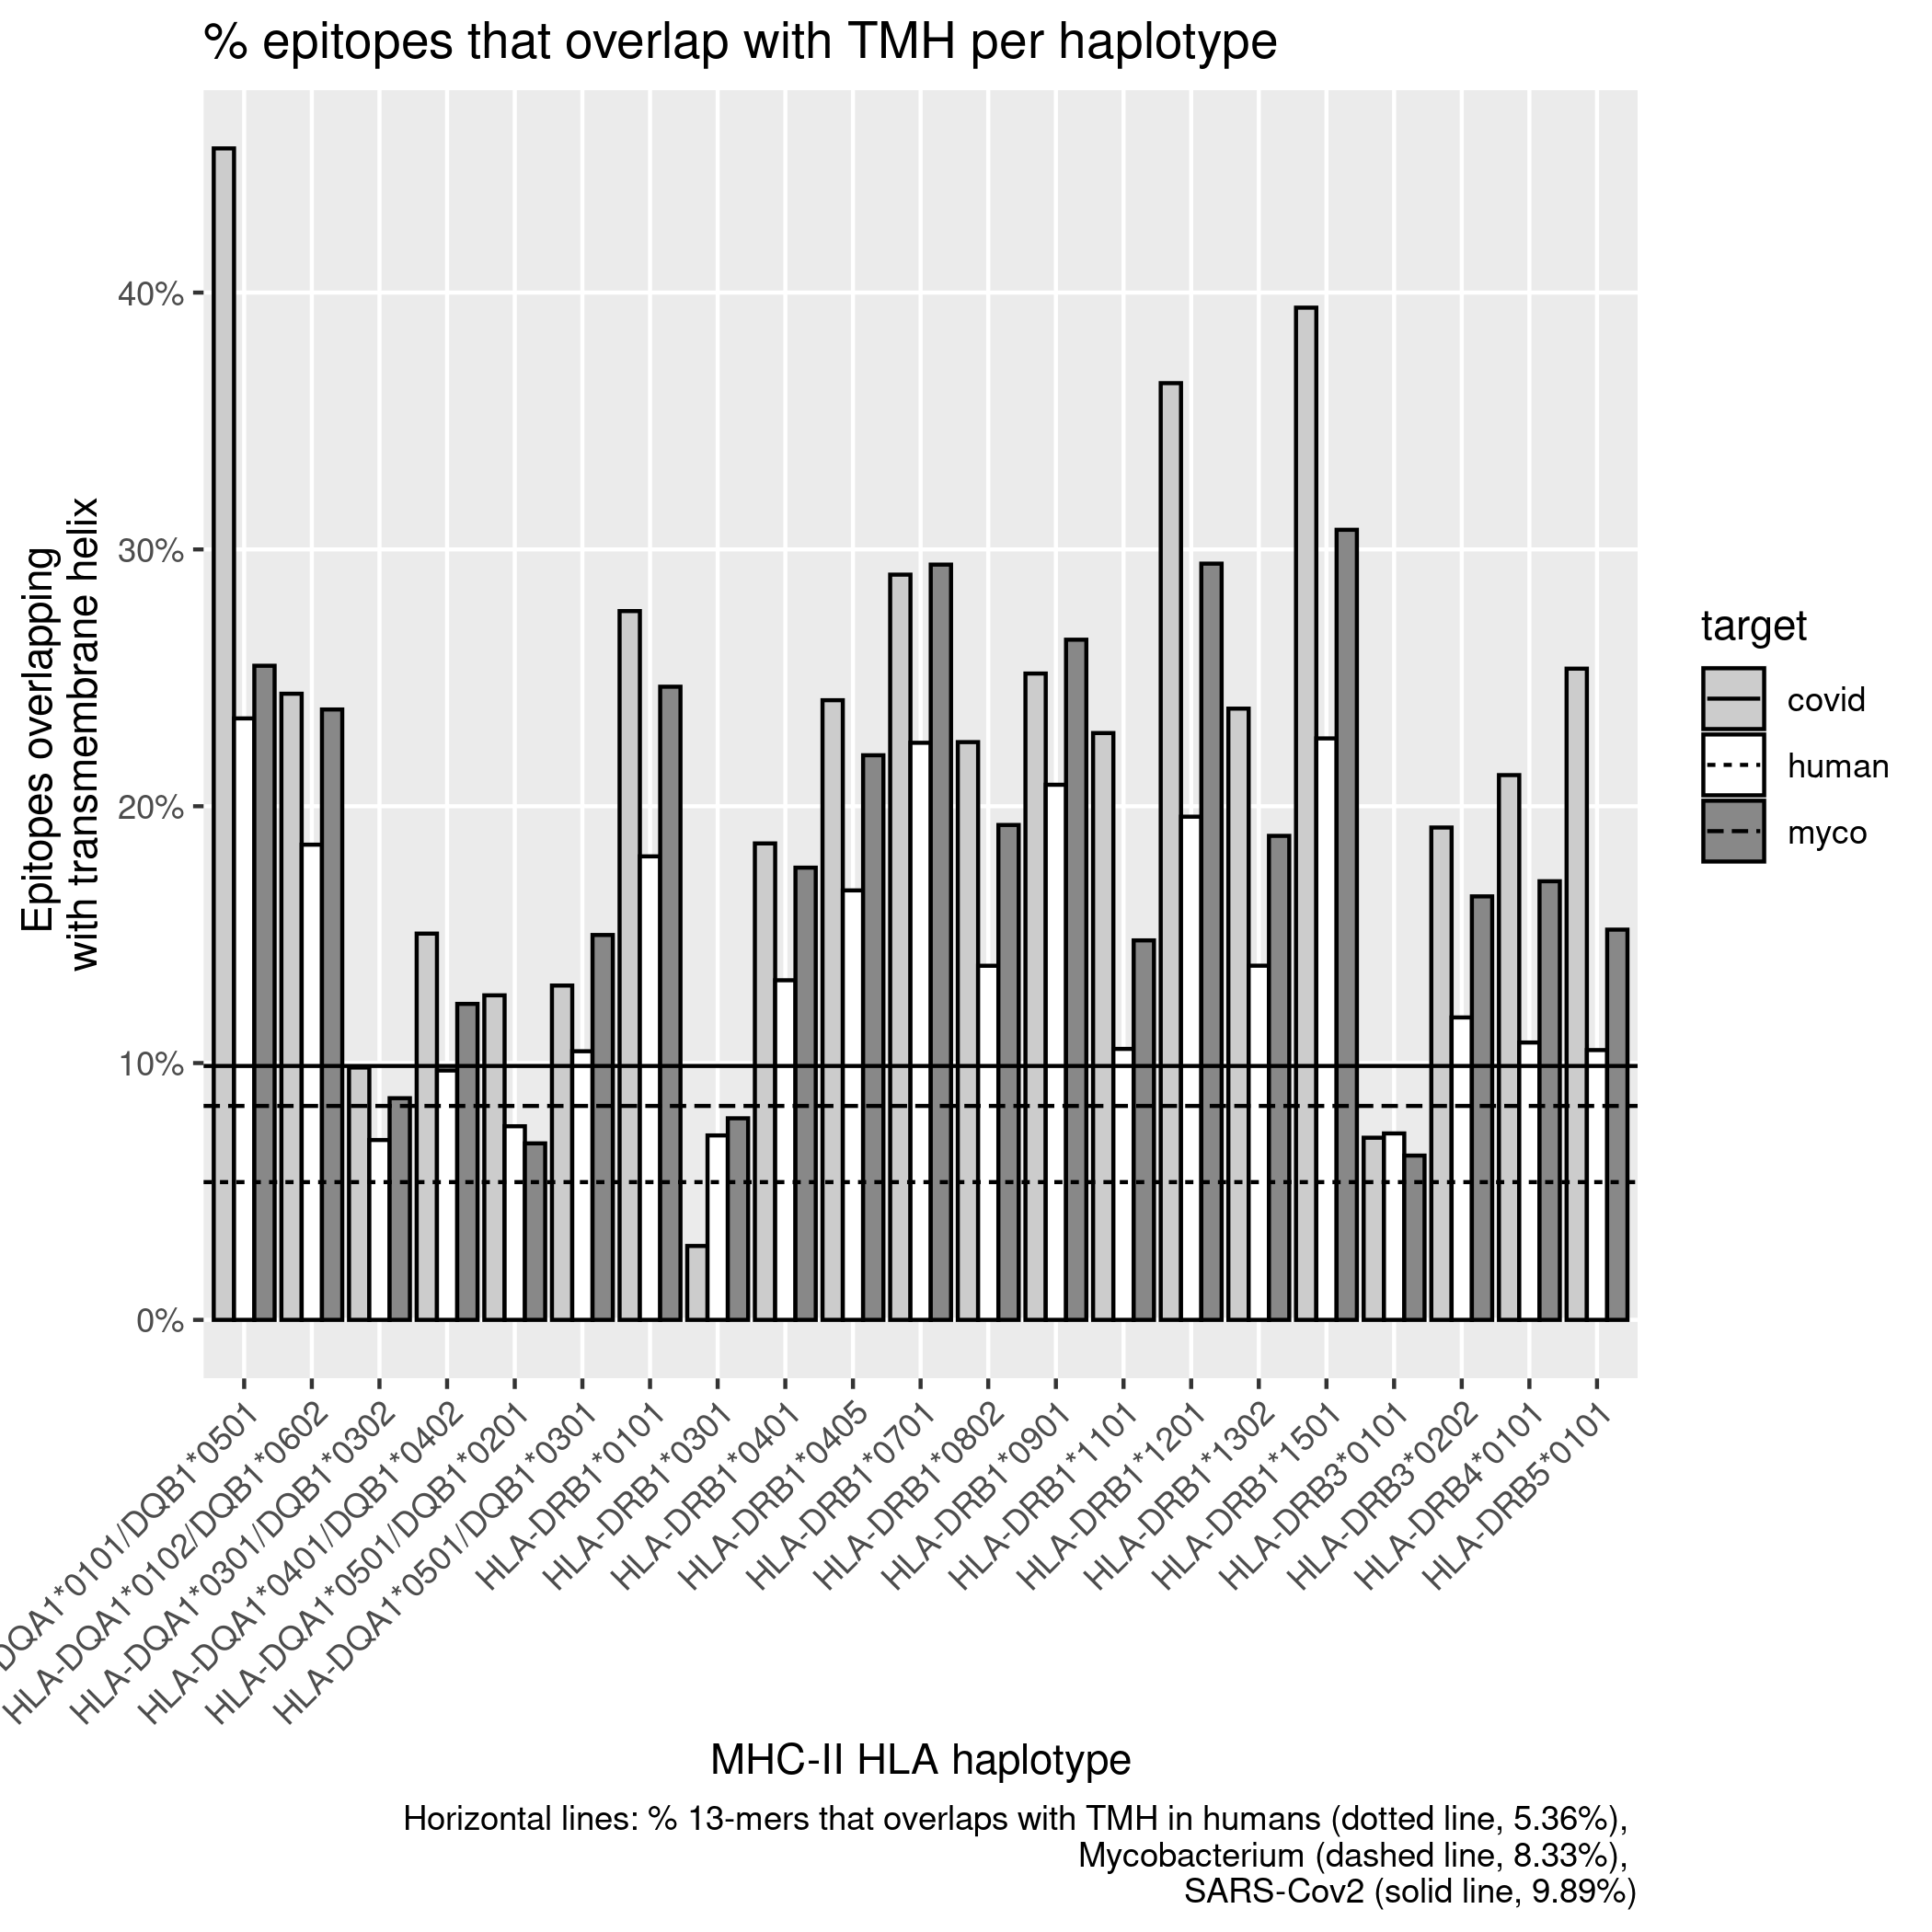 % epitopes that overlap with TMH per haplotype
Epitopes overlapping
with transmembrane helix
40%
30%
20%
10%
0%
target
covid
human
myco
DQA1*0101/DQB1*0501
HLA-DQA1*0102/DQB1*0602
HLA-DQA1*0301/DQB1*0302
HLA-DQA1*0401/DQB1*0402
HLA-DQA1*0501/DQB1*0201
HLA-DQA1*0501/DQB1*0301
HLA-DRB1*0101
HLA-DRB1*0301
HLA-DRB1*0401
HLA-DRB1*0405
HLA-DRB1*0701
HLA-DRB1*0802
HLA-DRB1*0901
HLA-DRB1*1101
HLA-DRB1*1201
HLA-DRB1*1302
HLA-DRB1*1501
HLA-DRB3*0101
HLA-DRB3*0202
HLA-DRB4*0101
HLA-DRB5*0101
MHC-II HLA haplotype
Horizontal lines: % 13-mers that overlaps with TMH in humans (dotted line, 5.36%),
Mycobacterium (dashed line, 8.33%),
SARS-Cov2 (solid line, 9.89%)